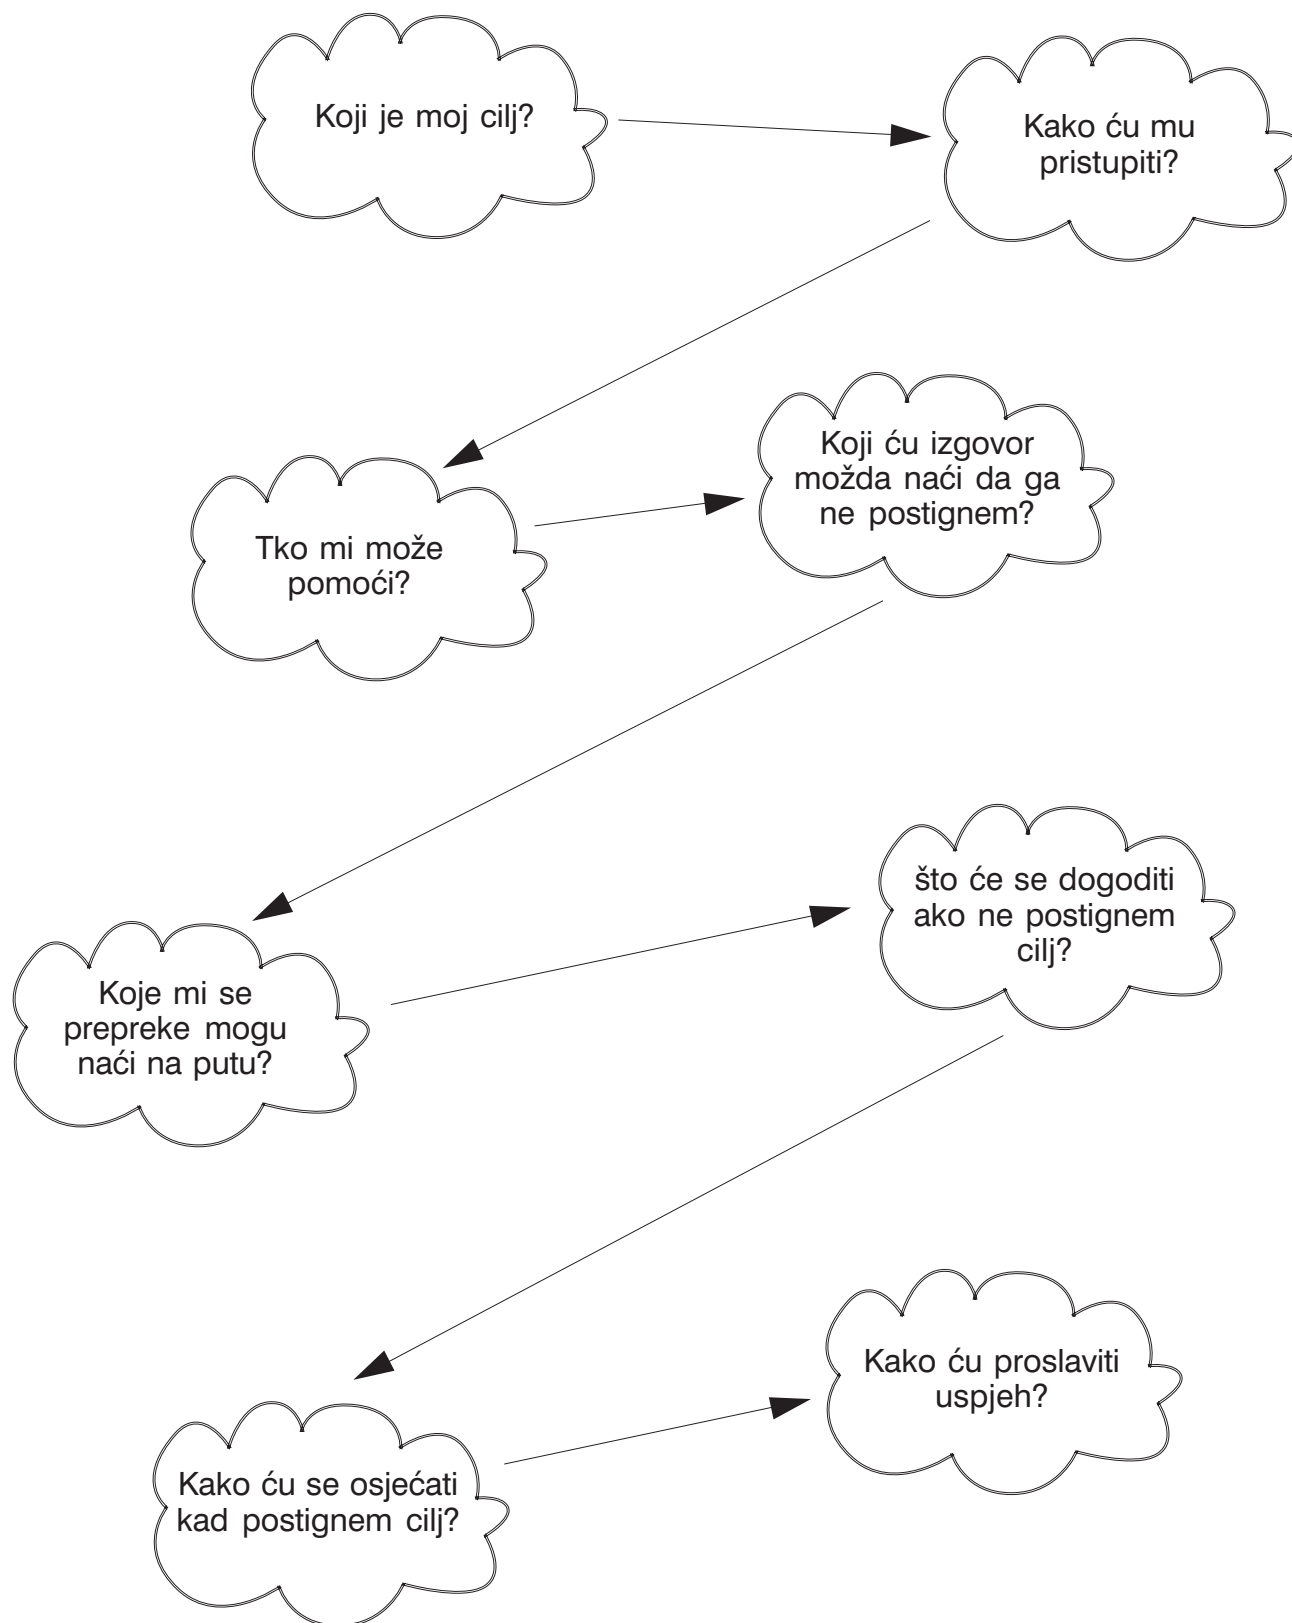 Koji je moj cilj?
Kako ću mu
pristupiti?
Tko mi može
pomoći?
Koji ću izgovor
možda naći da ga
ne postignem?
Koje mi se
prepreke mogu
naći na putu?
što će se dogoditi
ako ne postignem
cilj?
Kako ću se osjećati
kad postignem cilj?
Kako ću proslaviti
uspjeh?